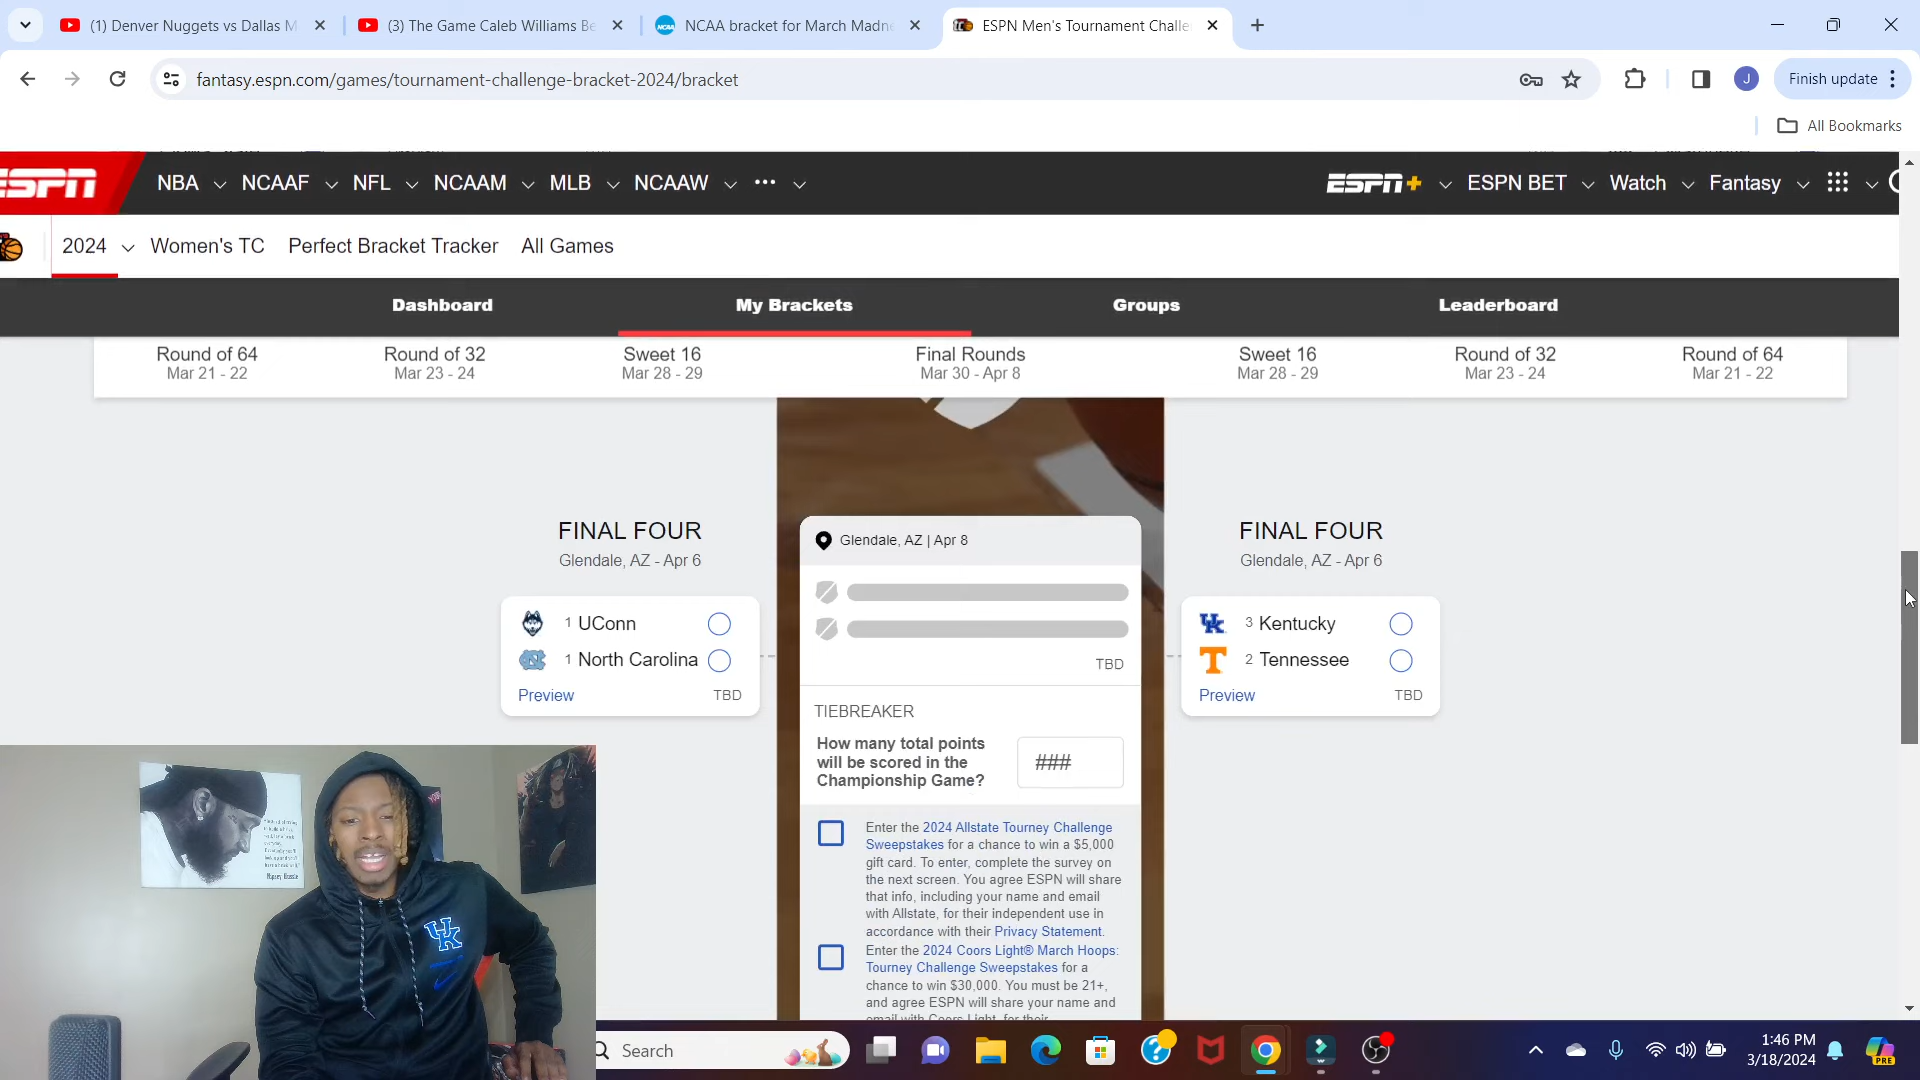 (1) Denver Nuggets vs Dallas M
(3) The Game Caleb Williams Be
NCAA bracket for March Madne
ESPN Men's Tournament Challe
fantasy.espn.com/games/tournament-challenge-bracket-2024/bracket
J
Finish update
All Bookmarks
ESPN
NBA
NCAAF
NFL
NCAAM
MLB
NCAAW
ESPN+
ESPN BET
Watch
Fantasy
2024
Women's TC
Perfect Bracket Tracker
All Games
Dashboard
My Brackets
Groups
Leaderboard
Round of 64
Mar 21 - 22
Round of 32
Mar 23 - 24
Sweet 16
Mar 28 - 29
Final Rounds
Mar 30 - Apr 8
Sweet 16
Mar 28 - 29
Round of 32
Mar 23 - 24
Round of 64
Mar 21 - 22
FINAL FOUR
Glendale, AZ - Apr 6
1 UConn
1 North Carolina
Preview
TBD
Glendale, AZ | Apr 8
TBD
TIEBREAKER
How many total points
will be scored in the
Championship Game?
###
Enter the 2024 Allstate Tourney Challenge
Sweepstakes for a chance to win a $5,000
gift card. To enter, complete the survey on
the next screen. You agree ESPN will share
that info, including your name and email
with Allstate, for their independent use in
accordance with their Privacy Statement.
Enter the 2024 Coors Light® March Hoops:
Tourney Challenge Sweepstakes for a
chance to win $30,000. You must be 21+,
and agree ESPN will share your name and
email with Coors Light, for their
FINAL FOUR
Glendale, AZ - Apr 6
3 Kentucky
2 Tennessee
Preview
TBD
UK
Search
1:46 PM
3/18/2024
PRE